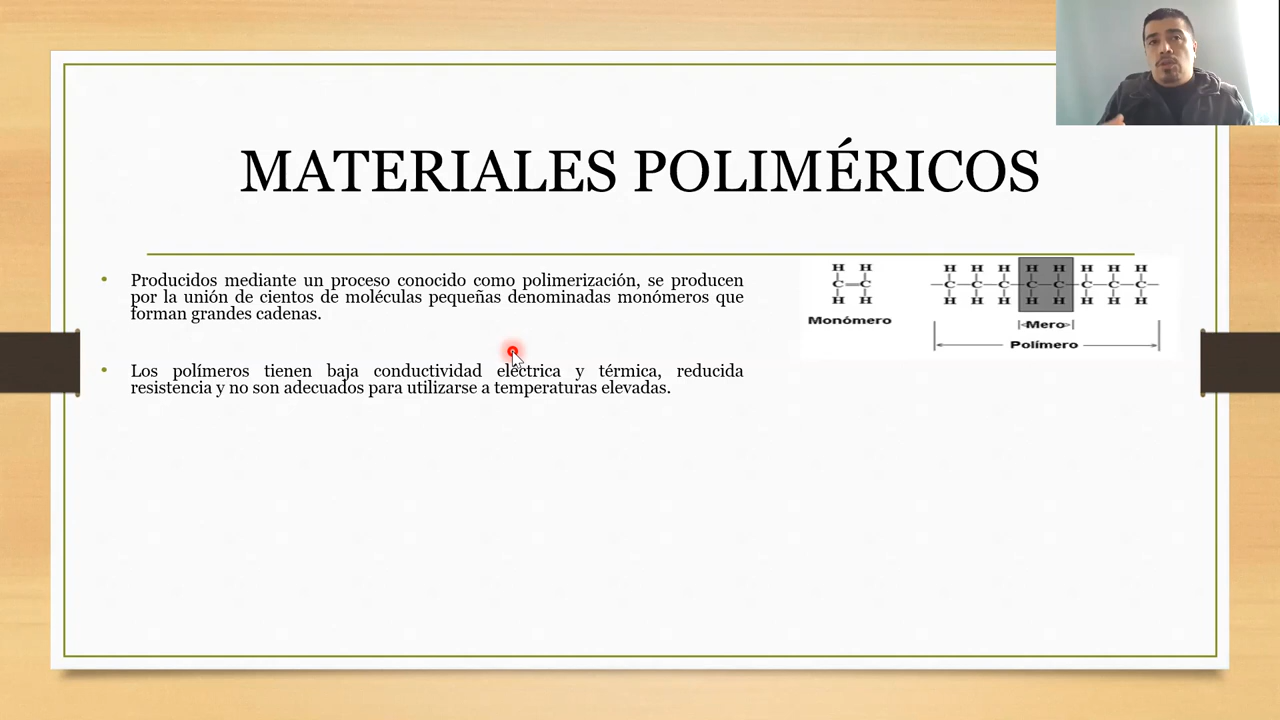 MATERIALES POLIMÉRICOS
• Producidos mediante un proceso conocido como polimerización, se producen
por la unión de cientos de moléculas pequeñas denominadas monómeros que
forman grandes cadenas.
• Los polímeros tienen baja conductividad eléctrica y térmica, reducida
resistencia y no son adecuados para utilizarse a temperaturas elevadas.
H H
C=C
H H
Monómero
H H H H H H H H
—C—C—C—C—C—C—C—C—
H H H H H H H H
Mero
Polímero